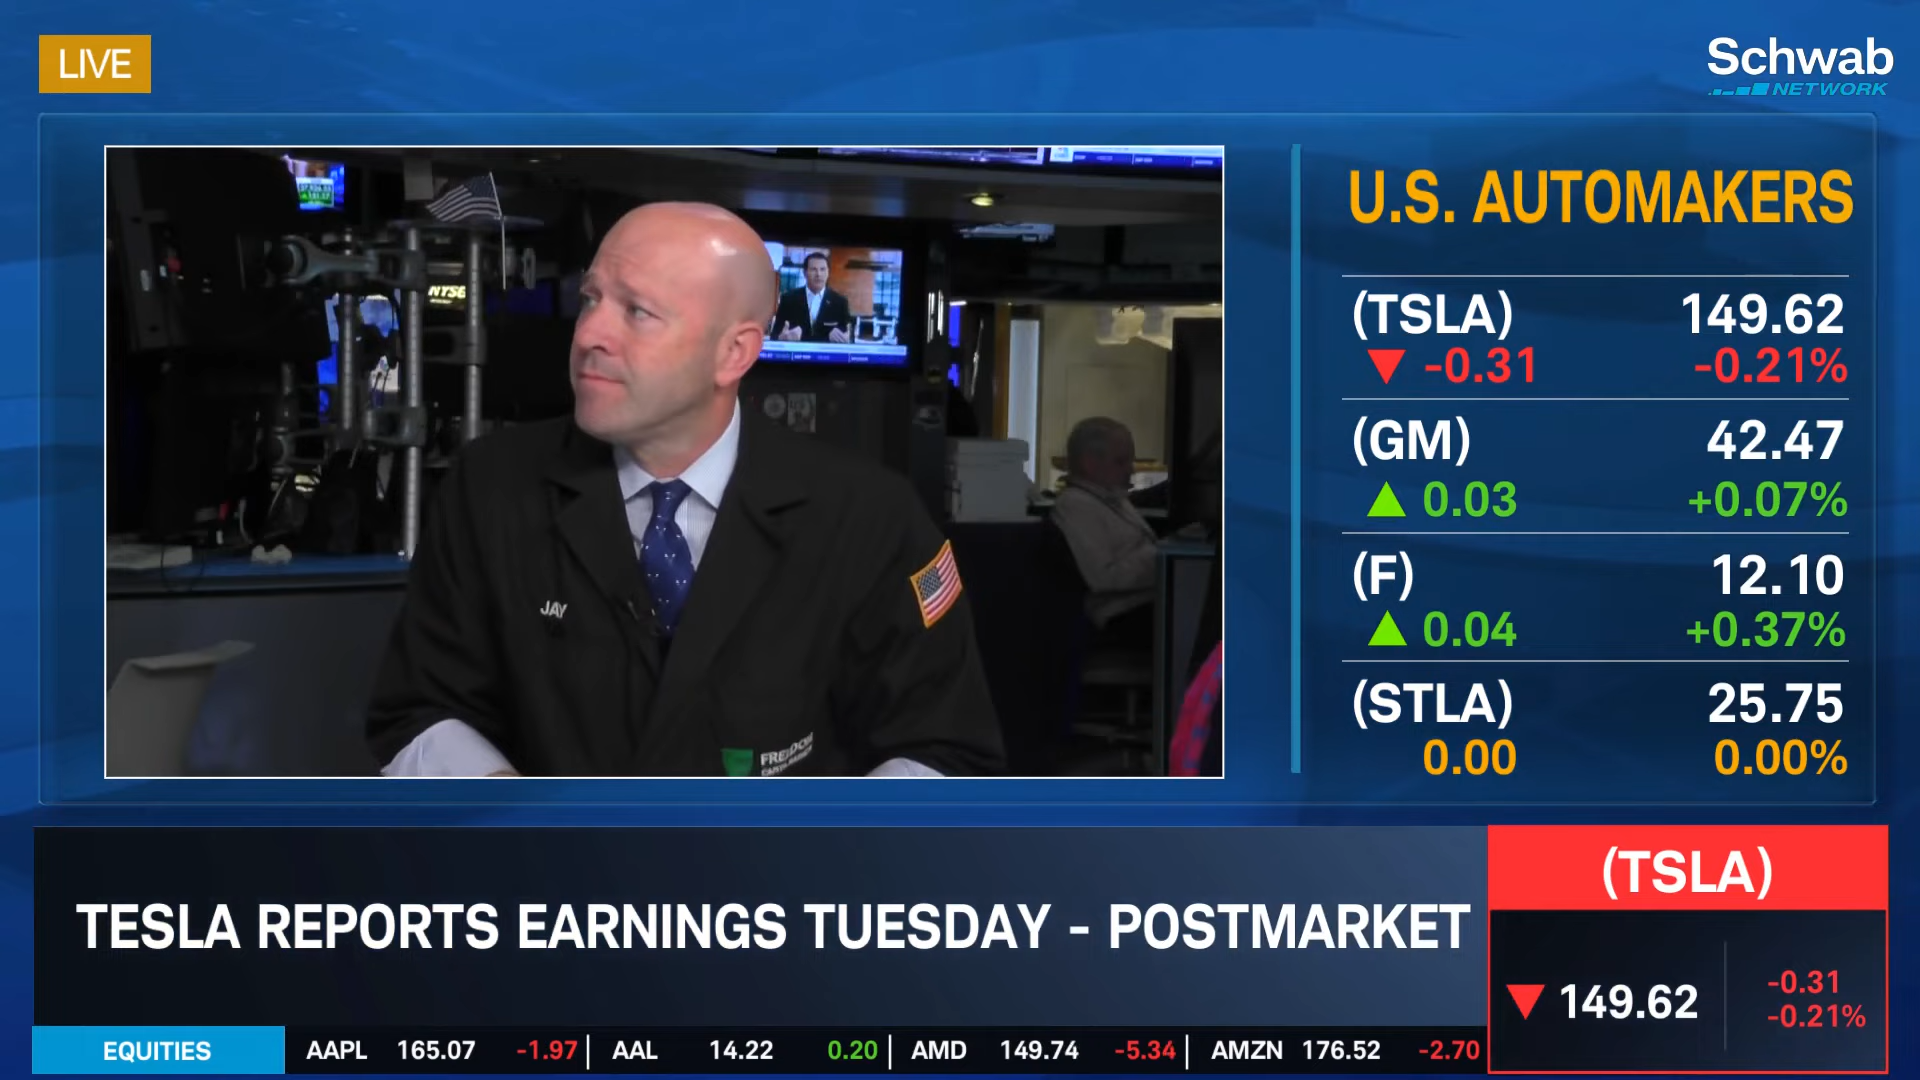 LIVE
Schwab
NETWORK
NYSE
JAY
FREEDOM
U.S. AUTOMAKERS
(TSLA) 149.62
▼ -0.31 -0.21%
(GM) 42.47
▲ 0.03 +0.07%
(F) 12.10
▲ 0.04 +0.37%
(STLA) 25.75
0.00 0.00%
TESLA REPORTS EARNINGS TUESDAY - POSTMARKET
(TSLA)
▼ 149.62 -0.31
-0.21%
EQUITIES AAPL 165.07 -1.97 | AAL 14.22 0.20 | AMD 149.74 -5.34 | AMZN 176.52 -2.70